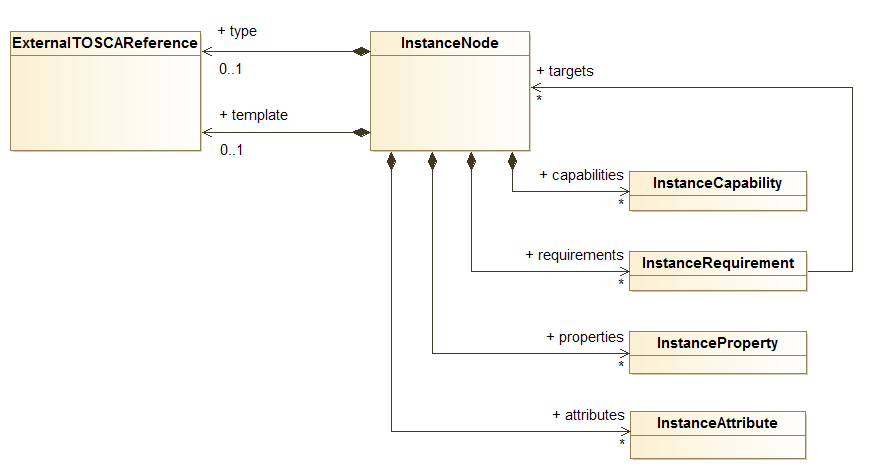 + type
ExternalTOSCAReference
InstanceNode
0..1
+ targets
*
+ template
0..1
+ capabilities
InstanceCapability
*
+ requirements
InstanceRequirement
*
+ properties
InstanceProperty
*
+ attributes
InstanceAttribute
*